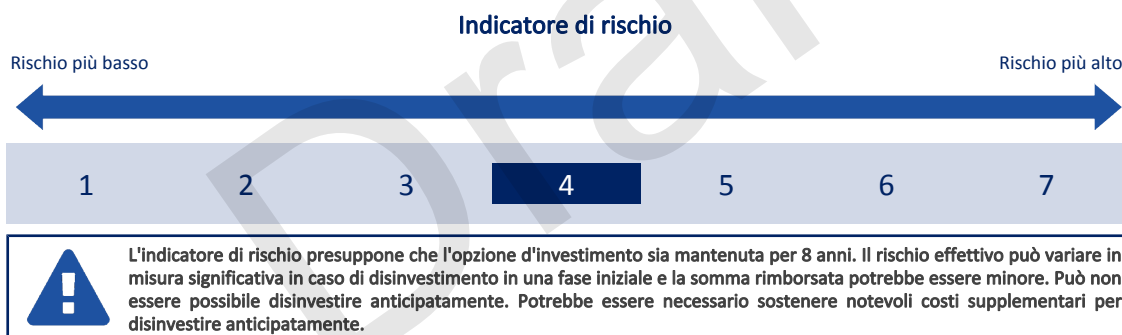 Indicatore di rischio
Rischio più basso
Rischio più alto
1 2 3 4 5 6 7
L'indicatore di rischio presuppone che l'opzione d'investimento sia mantenuta per 8 anni. Il rischio effettivo può variare in
misura significativa in caso di disinvestimento in una fase iniziale e la somma rimborsata potrebbe essere minore. Può non
essere possibile disinvestire anticipatamente. Potrebbe essere necessario sostenere notevoli costi supplementari per
disinvestire anticipatamente.